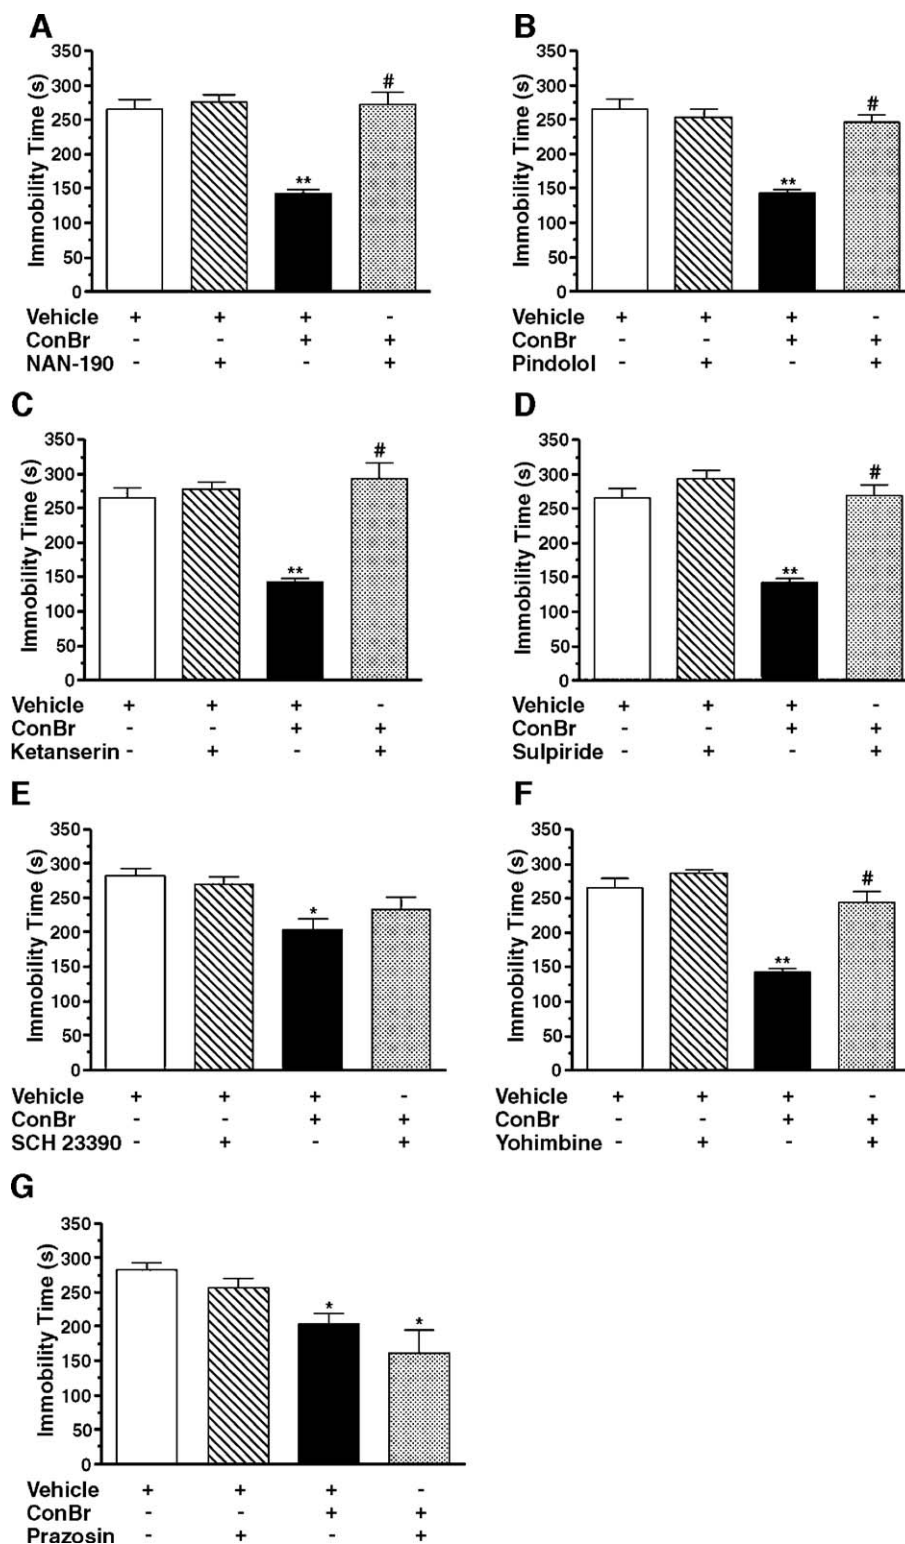 A
Immobility Time (s)
350
300
250
200
150
100
50
0
**
#
Vehicle + + + -
ConBr - - + +
NAN-190 - + - +
B
Immobility Time (s)
350
300
250
200
150
100
50
0
**
#
Vehicle + + + -
ConBr - - + +
Pindolol - + - +
C
Immobility Time (s)
350
300
250
200
150
100
50
0
**
#
Vehicle + + + -
ConBr - - + +
Ketanserin - + - +
D
Immobility Time (s)
350
300
250
200
150
100
50
0
**
#
Vehicle + + + -
ConBr - - + +
Sulpiride - + - +
E
Immobility Time (s)
350
300
250
200
150
100
50
0
*
Vehicle + + + -
ConBr - - + +
SCH 23390 - + - +
F
Immobility Time (s)
350
300
250
200
150
100
50
0
**
#
Vehicle + + + -
ConBr - - + +
Yohimbine - + - +
G
Immobility Time (s)
350
300
250
200
150
100
50
0
*
*
Vehicle + + + -
ConBr - - + +
Prazosin - + - +